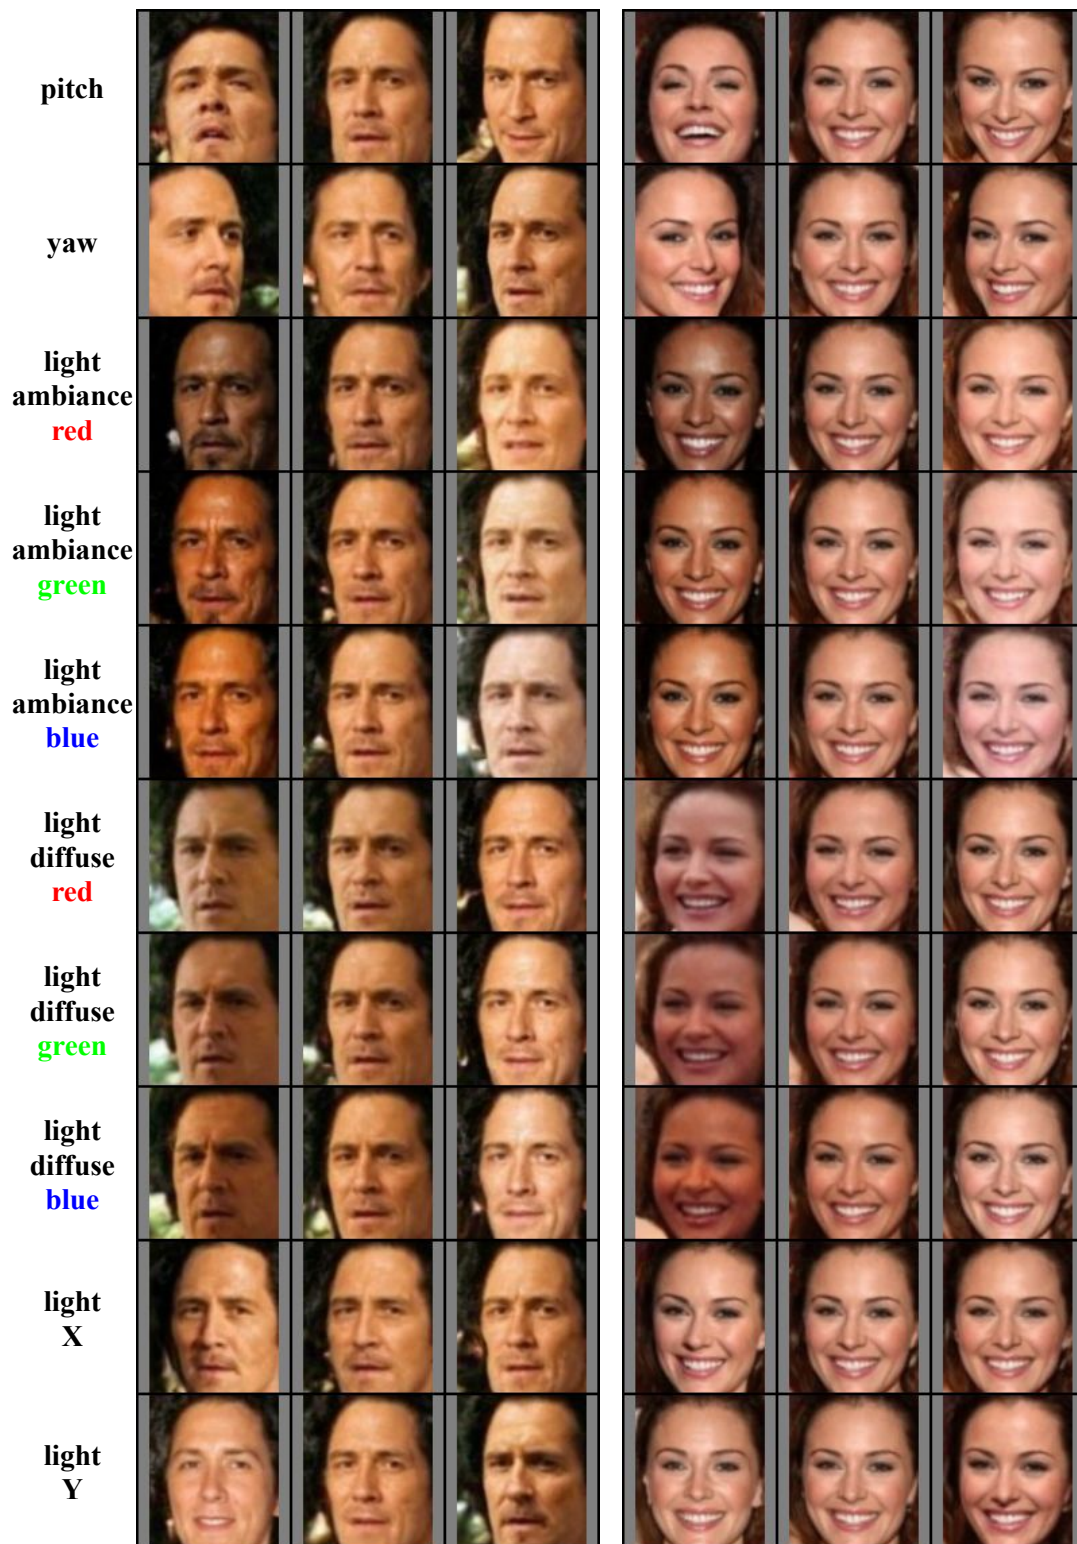 pitch
yaw
light
ambiance
red
light
ambiance
green
light
ambiance
blue
light
diffuse
red
light
diffuse
green
light
diffuse
blue
light
X
light
Y